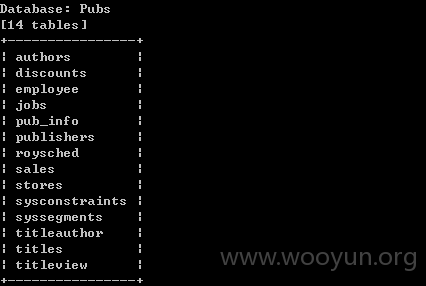 Database: Pubs
[14 tables]
+----------------+
¦ authors        ¦
¦ discounts      ¦
¦ employee       ¦
¦ jobs           ¦
¦ pub_info       ¦
¦ publishers     ¦
¦ roysched       ¦
¦ sales          ¦
¦ stores         ¦
¦ sysconstraints ¦
¦ syssegments    ¦
¦ titleauthor    ¦
¦ titles         ¦
¦ titleview      ¦
+----------------+
www.wooyun.org